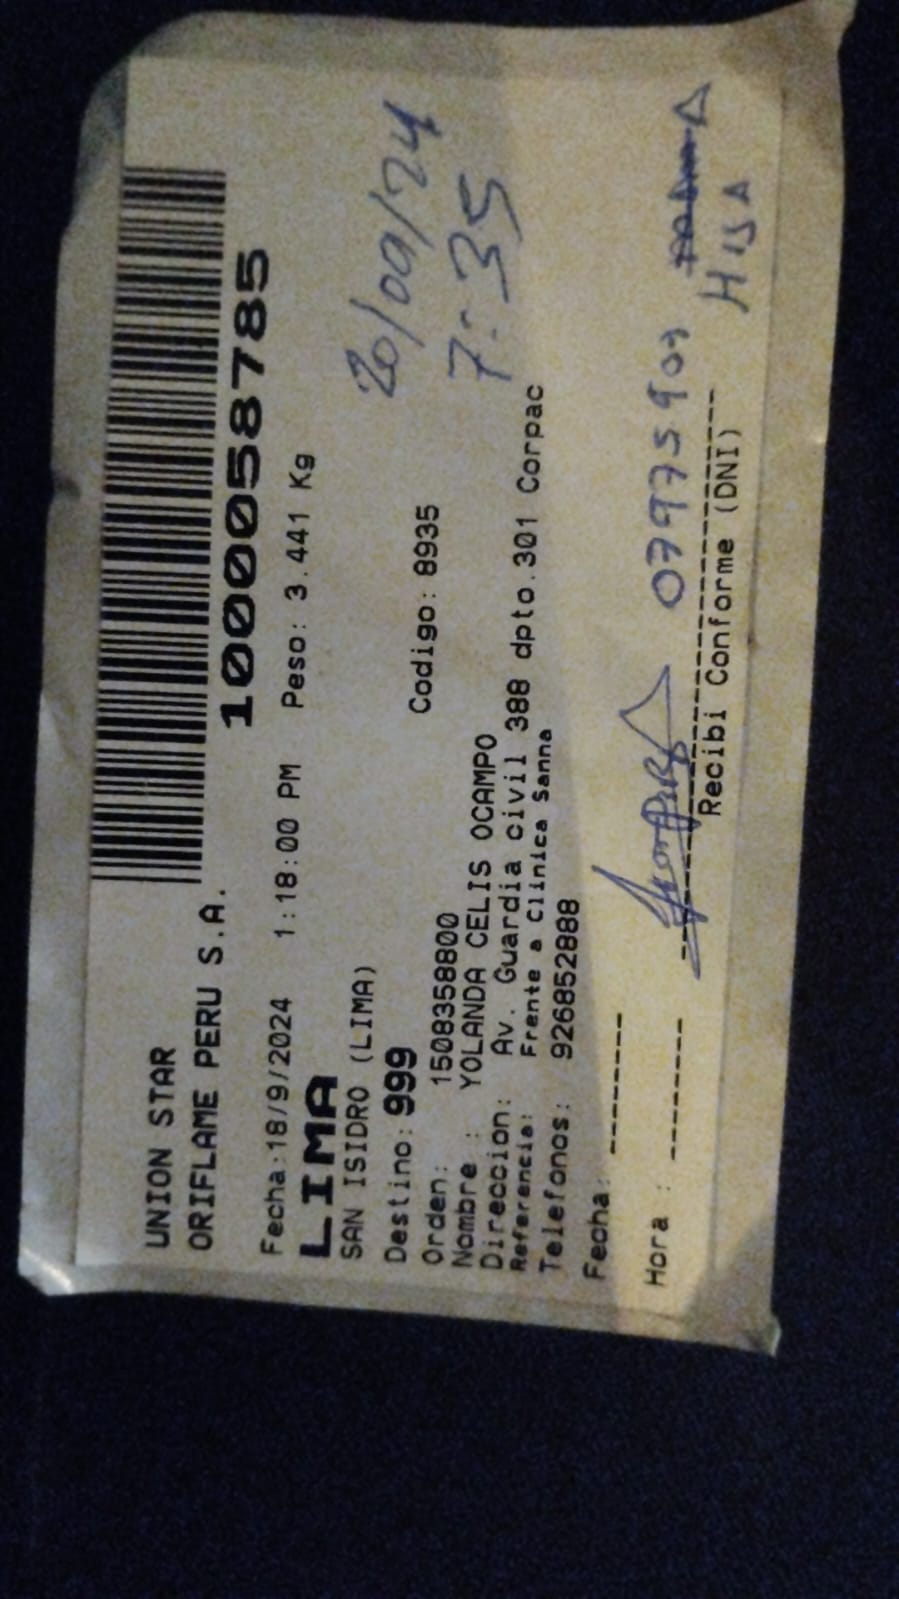 UNION STAR
ORIFLAME PERU S.A.
1000058785
Fecha:18/9/2024 1:18:00 PM Peso: 3.441 Kg
LIMA
SAN ISIDRO (LIMA)
20/09/24
Destino: 999
Codigo: 8935
7:35
Orden: 1508358800
Nombre : YOLANDA CELIS OCAMPO
Direccion: Av. Guardia civil 388 dpto.301 Corpac
Referencia: Frente a Clinica Sanna
Telefonos: 926852888
Fecha: --------
Hora : --------
Recibi Conforme (DNI)